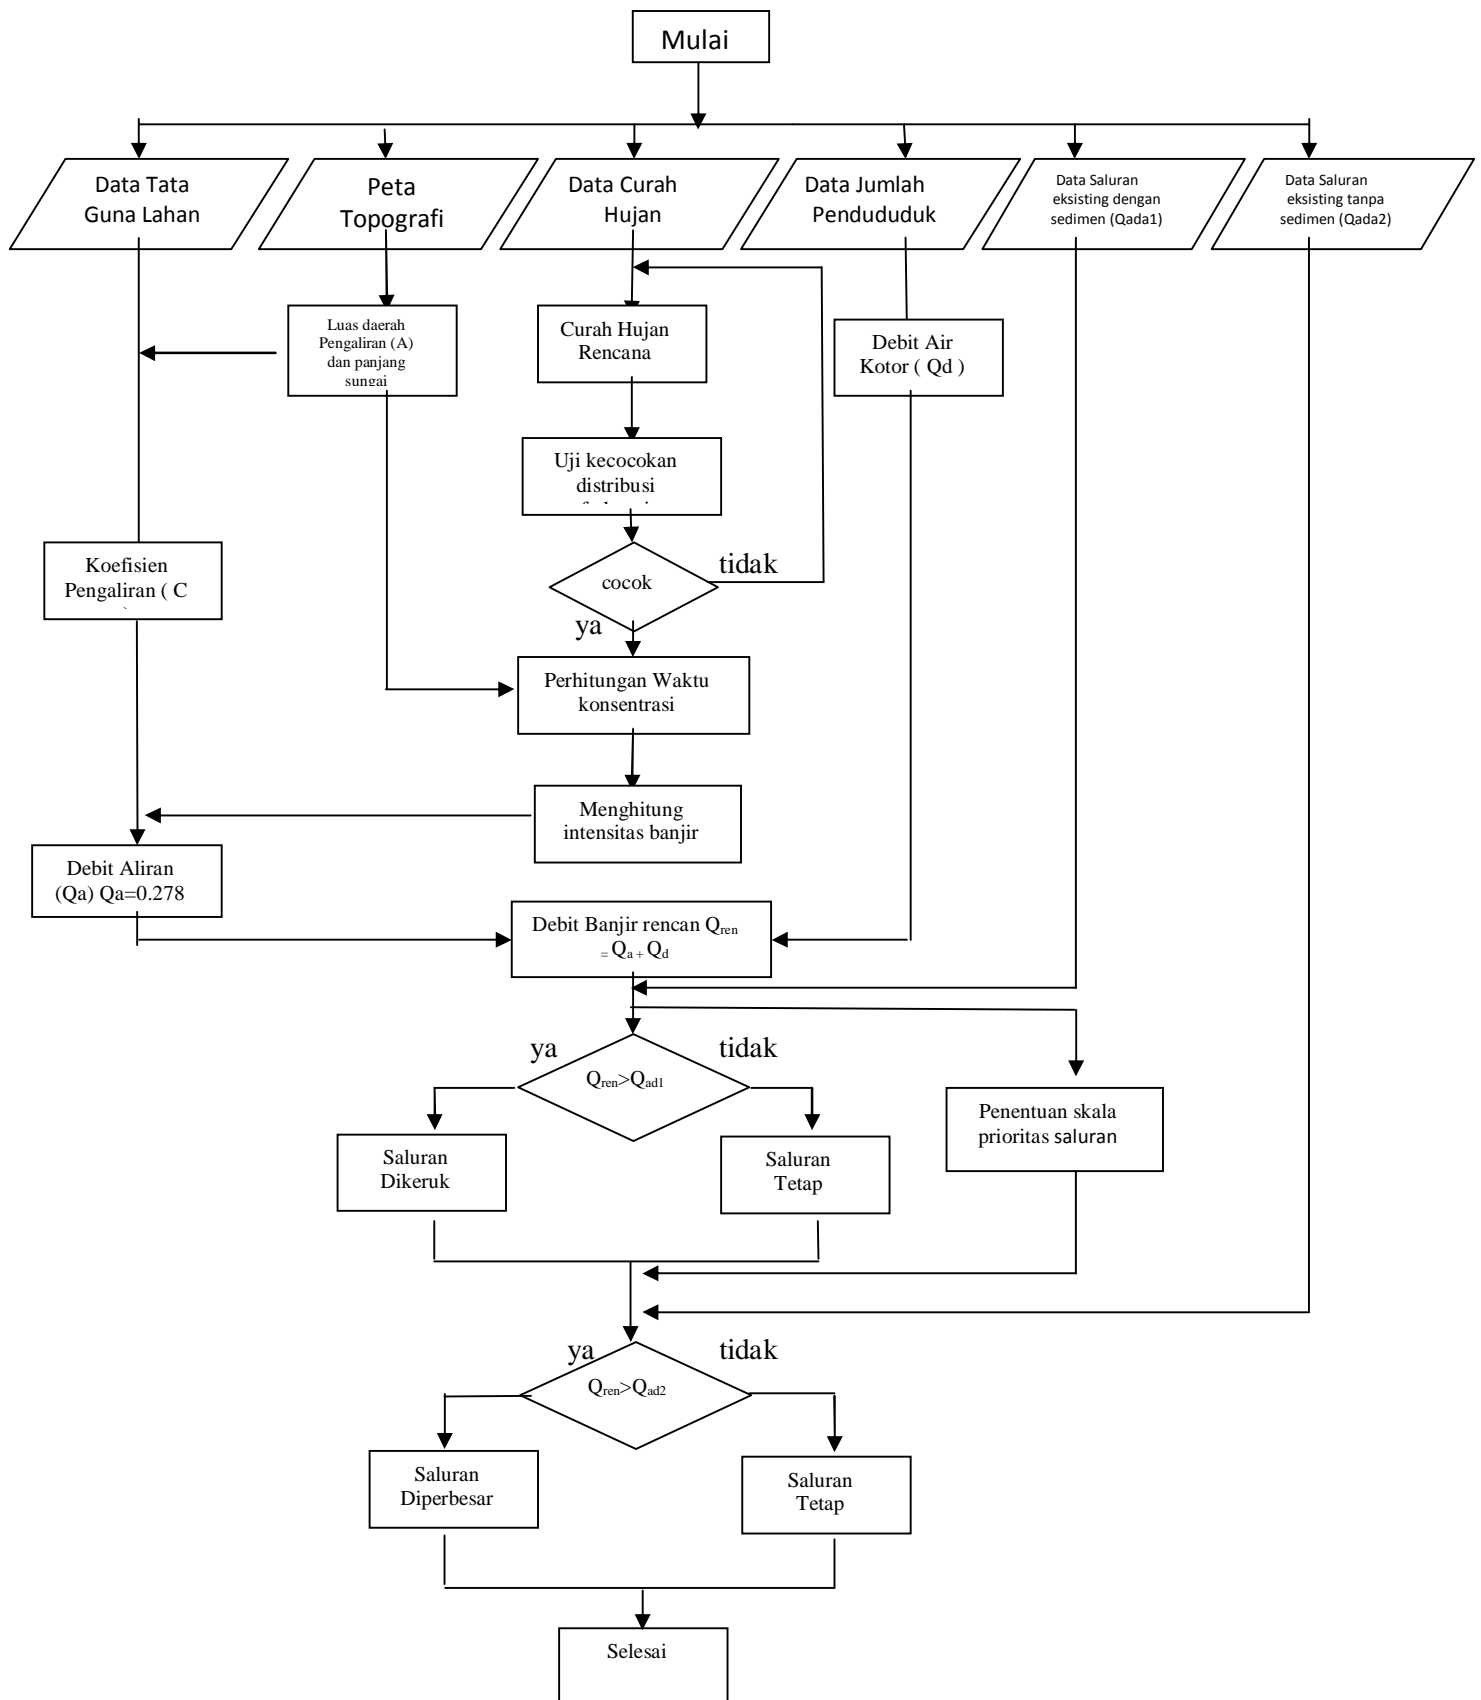 Mulai
Data Tata
Guna Lahan
Peta
Topografi
Data Curah
Hujan
Data Jumlah
Pendududuk
Data Saluran
eksisting dengan
sedimen (Qada1)
Data Saluran
eksisting tanpa
sedimen (Qada2)
Luas daerah
Pengaliran (A)
dan panjang
sungai
Curah Hujan
Rencana
Debit Air
Kotor ( Qd )
Uji kecocokan
distribusi
Koefisien
Pengaliran ( C
cocok
tidak
ya
Perhitungan Waktu
konsentrasi
Menghitung
intensitas banjir
Debit Aliran
(Qa) Qa=0.278
Debit Banjir rencan Qren
= Qa + Qd
ya
tidak
Qren>Qad1
Penentuan skala
prioritas saluran
Saluran
Dikeruk
Saluran
Tetap
ya
tidak
Qren>Qad2
Saluran
Diperbesar
Saluran
Tetap
Selesai